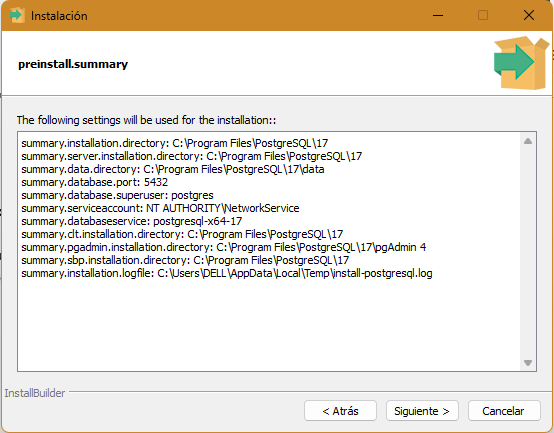 Instalación
preinstall.summary
The following settings will be used for the installation::
summary.installation.directory: C:\Program Files\PostgreSQL\17
summary.server.installation.directory: C:\Program Files\PostgreSQL\17
summary.data.directory: C:\Program Files\PostgreSQL\17\data
summary.database.port: 5432
summary.database.superuser: postgres
summary.serviceaccount: NT AUTHORITY\NetworkService
summary.databaseservice: postgresql-x64-17
summary.clt.installation.directory: C:\Program Files\PostgreSQL\17
summary.pgadmin.installation.directory: C:\Program Files\PostgreSQL\17\pgAdmin 4
summary.sbp.installation.directory: C:\Program Files\PostgreSQL\17
summary.installation.logfile: C:\Users\DELL\AppData\Local\Temp\install-postgresql.log
InstallBuilder
< Atrás Siguiente > Cancelar